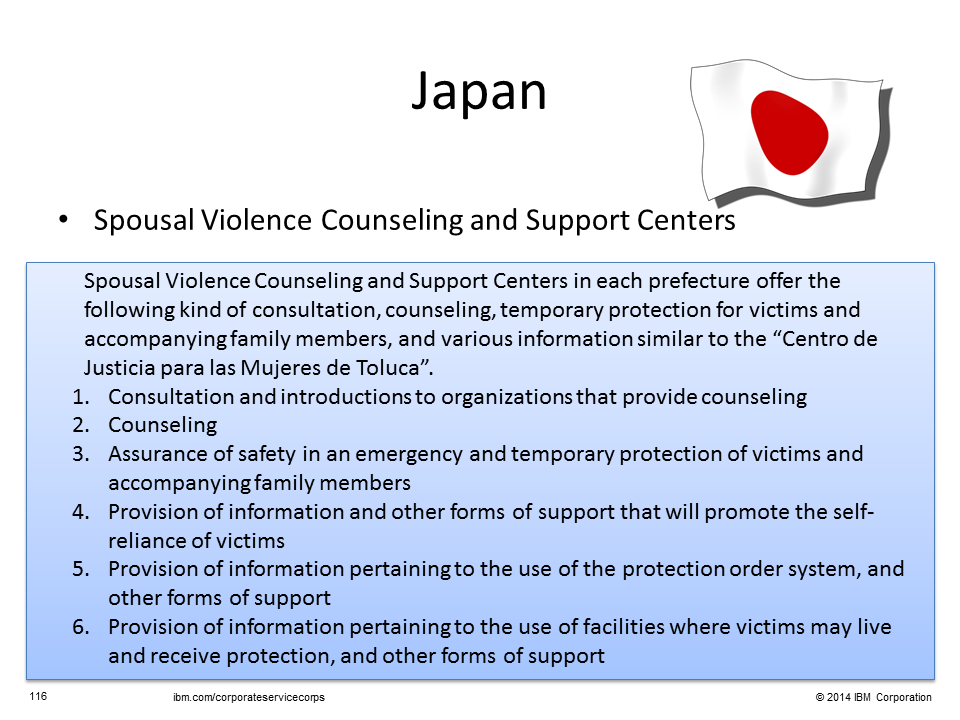 Japan
• Spousal Violence Counseling and Support Centers
Spousal Violence Counseling and Support Centers in each prefecture offer the
following kind of consultation, counseling, temporary protection for victims and
accompanying family members, and various information similar to the “Centro de
Justicia para las Mujeres de Toluca”.
1. Consultation and introductions to organizations that provide counseling
2. Counseling
3. Assurance of safety in an emergency and temporary protection of victims and
accompanying family members
4. Provision of information and other forms of support that will promote the self-
reliance of victims
5. Provision of information pertaining to the use of the protection order system, and
other forms of support
6. Provision of information pertaining to the use of facilities where victims may live
and receive protection, and other forms of support
116 ibm.com/corporateservicecorps © 2014 IBM Corporation